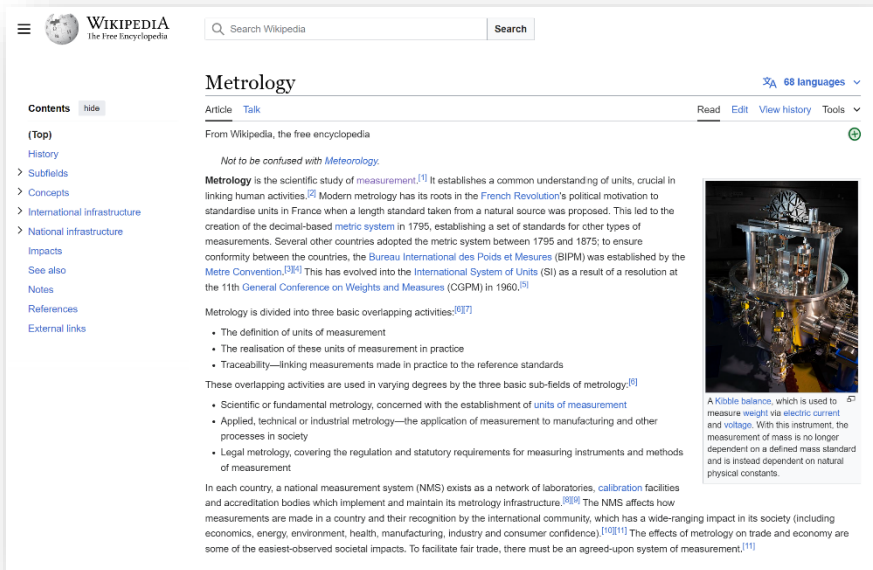 WIKIPEDIA
The Free Encyclopedia
Search Wikipedia
Search
Contents hide
(Top)
History
Subfields
Concepts
International infrastructure
National infrastructure
Impacts
See also
Notes
References
External links
Metrology
68 languages
Article Talk
Read Edit View history Tools
From Wikipedia, the free encyclopedia
Not to be confused with Meteorology.
Metrology is the scientific study of measurement.[1] It establishes a common understanding of units, crucial in
linking human activities.[2] Modern metrology has its roots in the French Revolution's political motivation to
standardise units in France when a length standard taken from a natural source was proposed. This led to the
creation of the decimal-based metric system in 1795, establishing a set of standards for other types of
measurements. Several other countries adopted the metric system between 1795 and 1875; to ensure
conformity between the countries, the Bureau International des Poids et Mesures (BIPM) was established by the
Metre Convention.[3][4] This has evolved into the International System of Units (SI) as a result of a resolution at
the 11th General Conference on Weights and Measures (CGPM) in 1960.[5]
Metrology is divided into three basic overlapping activities:[6][7]
• The definition of units of measurement
• The realisation of these units of measurement in practice
• Traceability—linking measurements made in practice to the reference standards
These overlapping activities are used in varying degrees by the three basic sub-fields of metrology:[6]
• Scientific or fundamental metrology, concerned with the establishment of units of measurement
• Applied, technical or industrial metrology—the application of measurement to manufacturing and other
processes in society
• Legal metrology, covering the regulation and statutory requirements for measuring instruments and methods
of measurement
A Kibble balance, which is used to
measure weight via electric current
and voltage. With this instrument, the
measurement of mass is no longer
dependent on a defined mass standard
and is instead dependent on natural
physical constants.
In each country, a national measurement system (NMS) exists as a network of laboratories, calibration facilities
and accreditation bodies which implement and maintain its metrology infrastructure.[8][9] The NMS affects how
measurements are made in a country and their recognition by the international community, which has a wide-ranging impact in its society (including
economics, energy, environment, health, manufacturing, industry and consumer confidence).[10][11] The effects of metrology on trade and economy are
some of the easiest-observed societal impacts. To facilitate fair trade, there must be an agreed-upon system of measurement.[11]